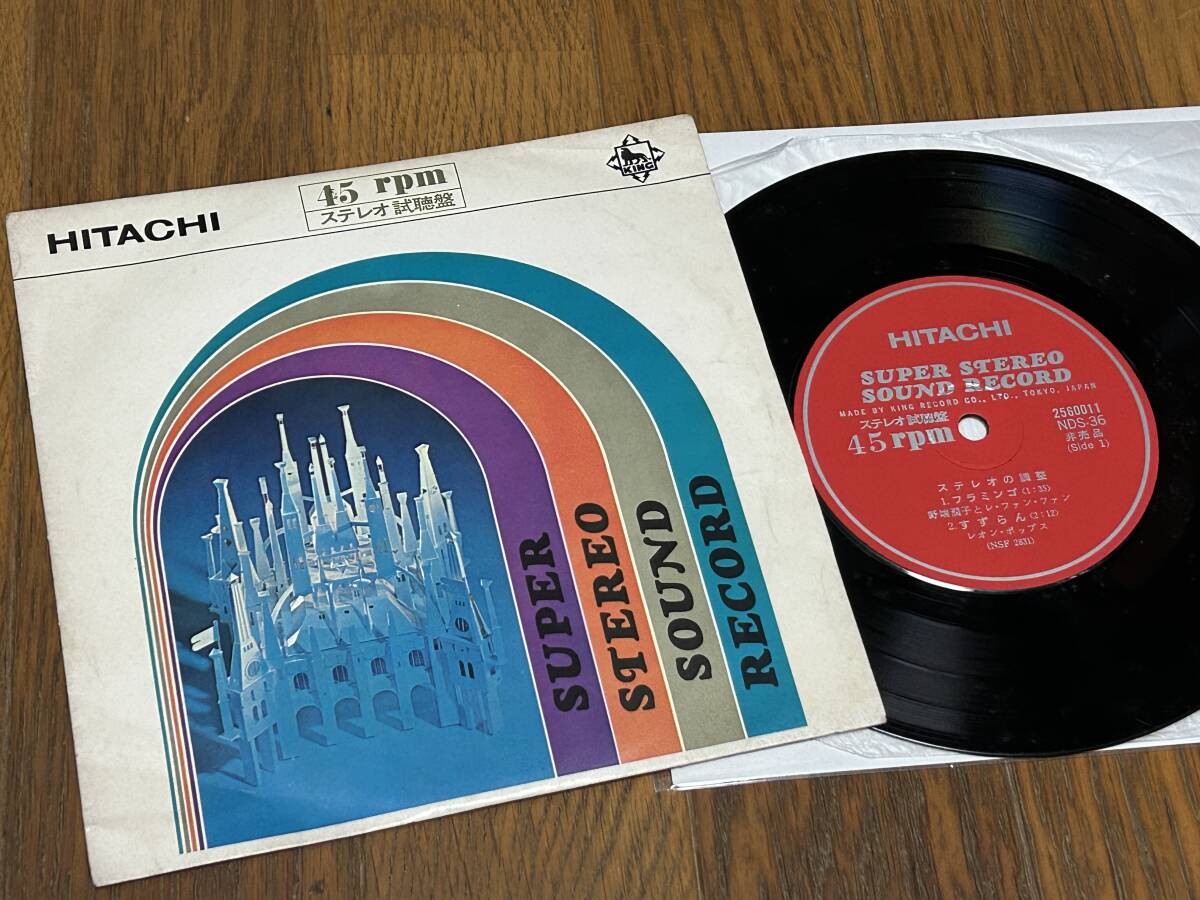 HITACHI
45 rpm
ステレオ試聴盤
KING
SUPER
STEREO
SOUND
RECORD
HITACHI
SUPER STEREO
SOUND RECORD
MADE BY KING RECORD CO., LTD., TOKYO, JAPAN
ステレオ試聴盤
45 rpm
2560011
NDS-36
非売品
(Side 1)
ステレオの調整
1. フラミンゴ (1:35)
とレ・ファン・ファン
2. すずらん (2:12)
レオン・ポップス
(NSF 2631)